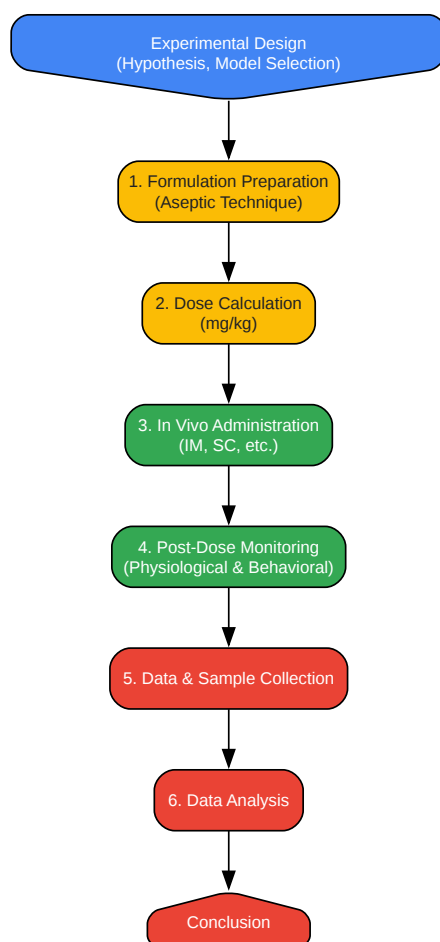 Experimental Design
(Hypothesis, Model Selection)
1. Formulation Preparation
(Aseptic Technique)
2. Dose Calculation
(mg/kg)
3. In Vivo Administration
(IM, SC, etc.)
4. Post-Dose Monitoring
(Physiological & Behavioral)
5. Data & Sample Collection
6. Data Analysis
Conclusion